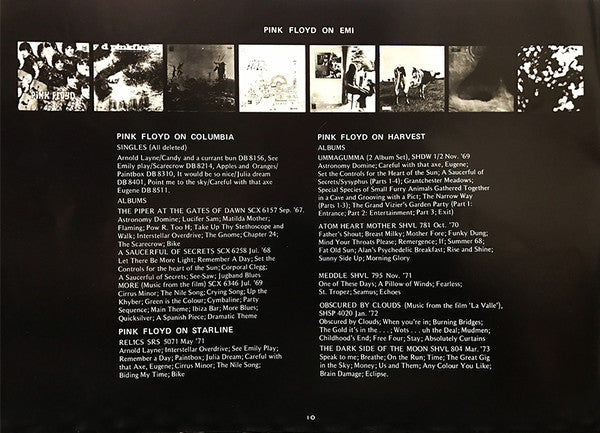 PINK FLOYD ON EMI
PINK FLOYD
d pinkfloy
PINK FLOYD ON COLUMBIA
SINGLES (All deleted)
Arnold Layne/Candy and a currant bun DB 8156, See
Emily play/Scarecrow DB 8214, Apples and Oranges/
Paintbox DB 8310, It would be so nice/Julia dream
DB 8401, Point me to the sky/Careful with that axe
Eugene DB 8511.
ALBUMS
THE PIPER AT THE GATES OF DAWN SCX 6157 Sep. '67.
Astronomy Domine; Lucifer Sam; Matilda Mother;
Flaming; Pow R. Too H; Take Up Thy Stethoscope and
Walk; Interstellar Overdrive; The Gnome; Chapter 24;
The Scarecrow; Bike
A SAUCERFUL OF SECRETS SCX 6258 Jul. '68
Let There Be More Light; Remember A Day; Set the
Controls for the heart of the Sun; Corporal Clegg;
A Saucerful of Secrets; See-Saw; Jugband Blues
MORE (Music from the film) SCX 6346 Jul. '69
Cirrus Minor; The Nile Song; Crying Song; Up the
Khyber; Green is the Colour; Cymbaline; Party
Sequence; Main Theme; Ibiza Bar; More Blues;
Quicksilver; A Spanish Piece; Dramatic Theme
PINK FLOYD ON STARLINE
RELICS SRS 5071 May '71
Arnold Layne; Interstellar Overdrive; See Emily Play;
Remember a Day; Paintbox; Julia Dream; Careful with
that Axe, Eugene; Cirrus Minor; The Nile Song;
Biding My Time; Bike
PINK FLOYD ON HARVEST
ALBUMS
UMMAGUMMA (2 Album Set), SHDW 1/2 Nov. '69
Astronomy Domine; Careful with that axe, Eugene;
Set the Controls for the Heart of the Sun; A Saucerful of
Secrets/Sysyphus (Parts 1-4); Grantchester Meadows;
Special Species of Small Furry Animals Gathered Together
in a Cave and Grooving with a Pict; The Narrow Way
(Parts 1-3); The Grand Vizier's Garden Party (Part 1:
Entrance; Part 2: Entertainment; Part 3; Exit)
ATOM HEART MOTHER SHVL 781 Oct. '70
Father's Shout; Breast Milky; Mother Fore; Funky Dung;
Mind Your Throats Please; Remergence; If; Summer 68;
Fat Old Sun; Alan's Psychedelic Breakfast; Rise and Shine;
Sunny Side Up; Morning Glory
MEDDLE SHVL 795 Nov. '71
One of These Days; A Pillow of Winds; Fearless;
St. Tropez; Seamus; Echoes
OBSCURED BY CLOUDS (Music from the film 'La Valle'),
SHSP 4020 Jan. '72
Obscured by Clouds; When you're in; Burning Bridges;
The Gold it's in the . . .; Wots . . . uh the Deal; Mudmen;
Childhood's End; Free Four; Stay; Absolutely Curtains
THE DARK SIDE OF THE MOON SHVL 804 Mar. '73
Speak to me; Breathe; On the Run; Time; The Great Gig
in the Sky; Money; Us and Them; Any Colour You Like;
Brain Damage; Eclipse.
10